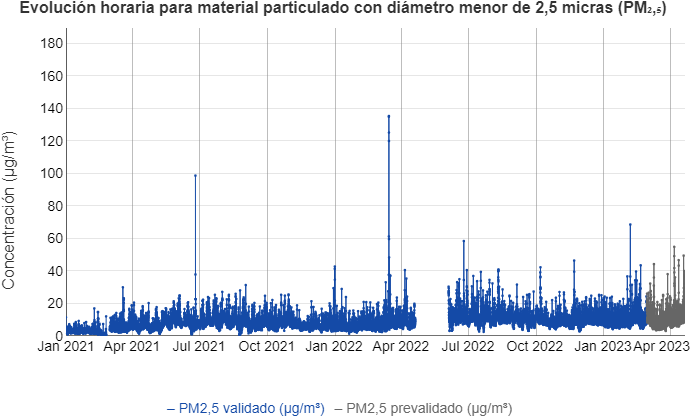 Evolución horaria para material particulado con diámetro menor de 2,5 micras (PM₂,₅)
180
160
140
120
100
80
60
40
20
0
Concentración (µg/m³)
Jan 2021 Apr 2021 Jul 2021 Oct 2021 Jan 2022 Apr 2022 Jul 2022 Oct 2022 Jan 2023 Apr 2023
– PM2,5 validado (µg/m³) – PM2,5 prevalidado (µg/m³)